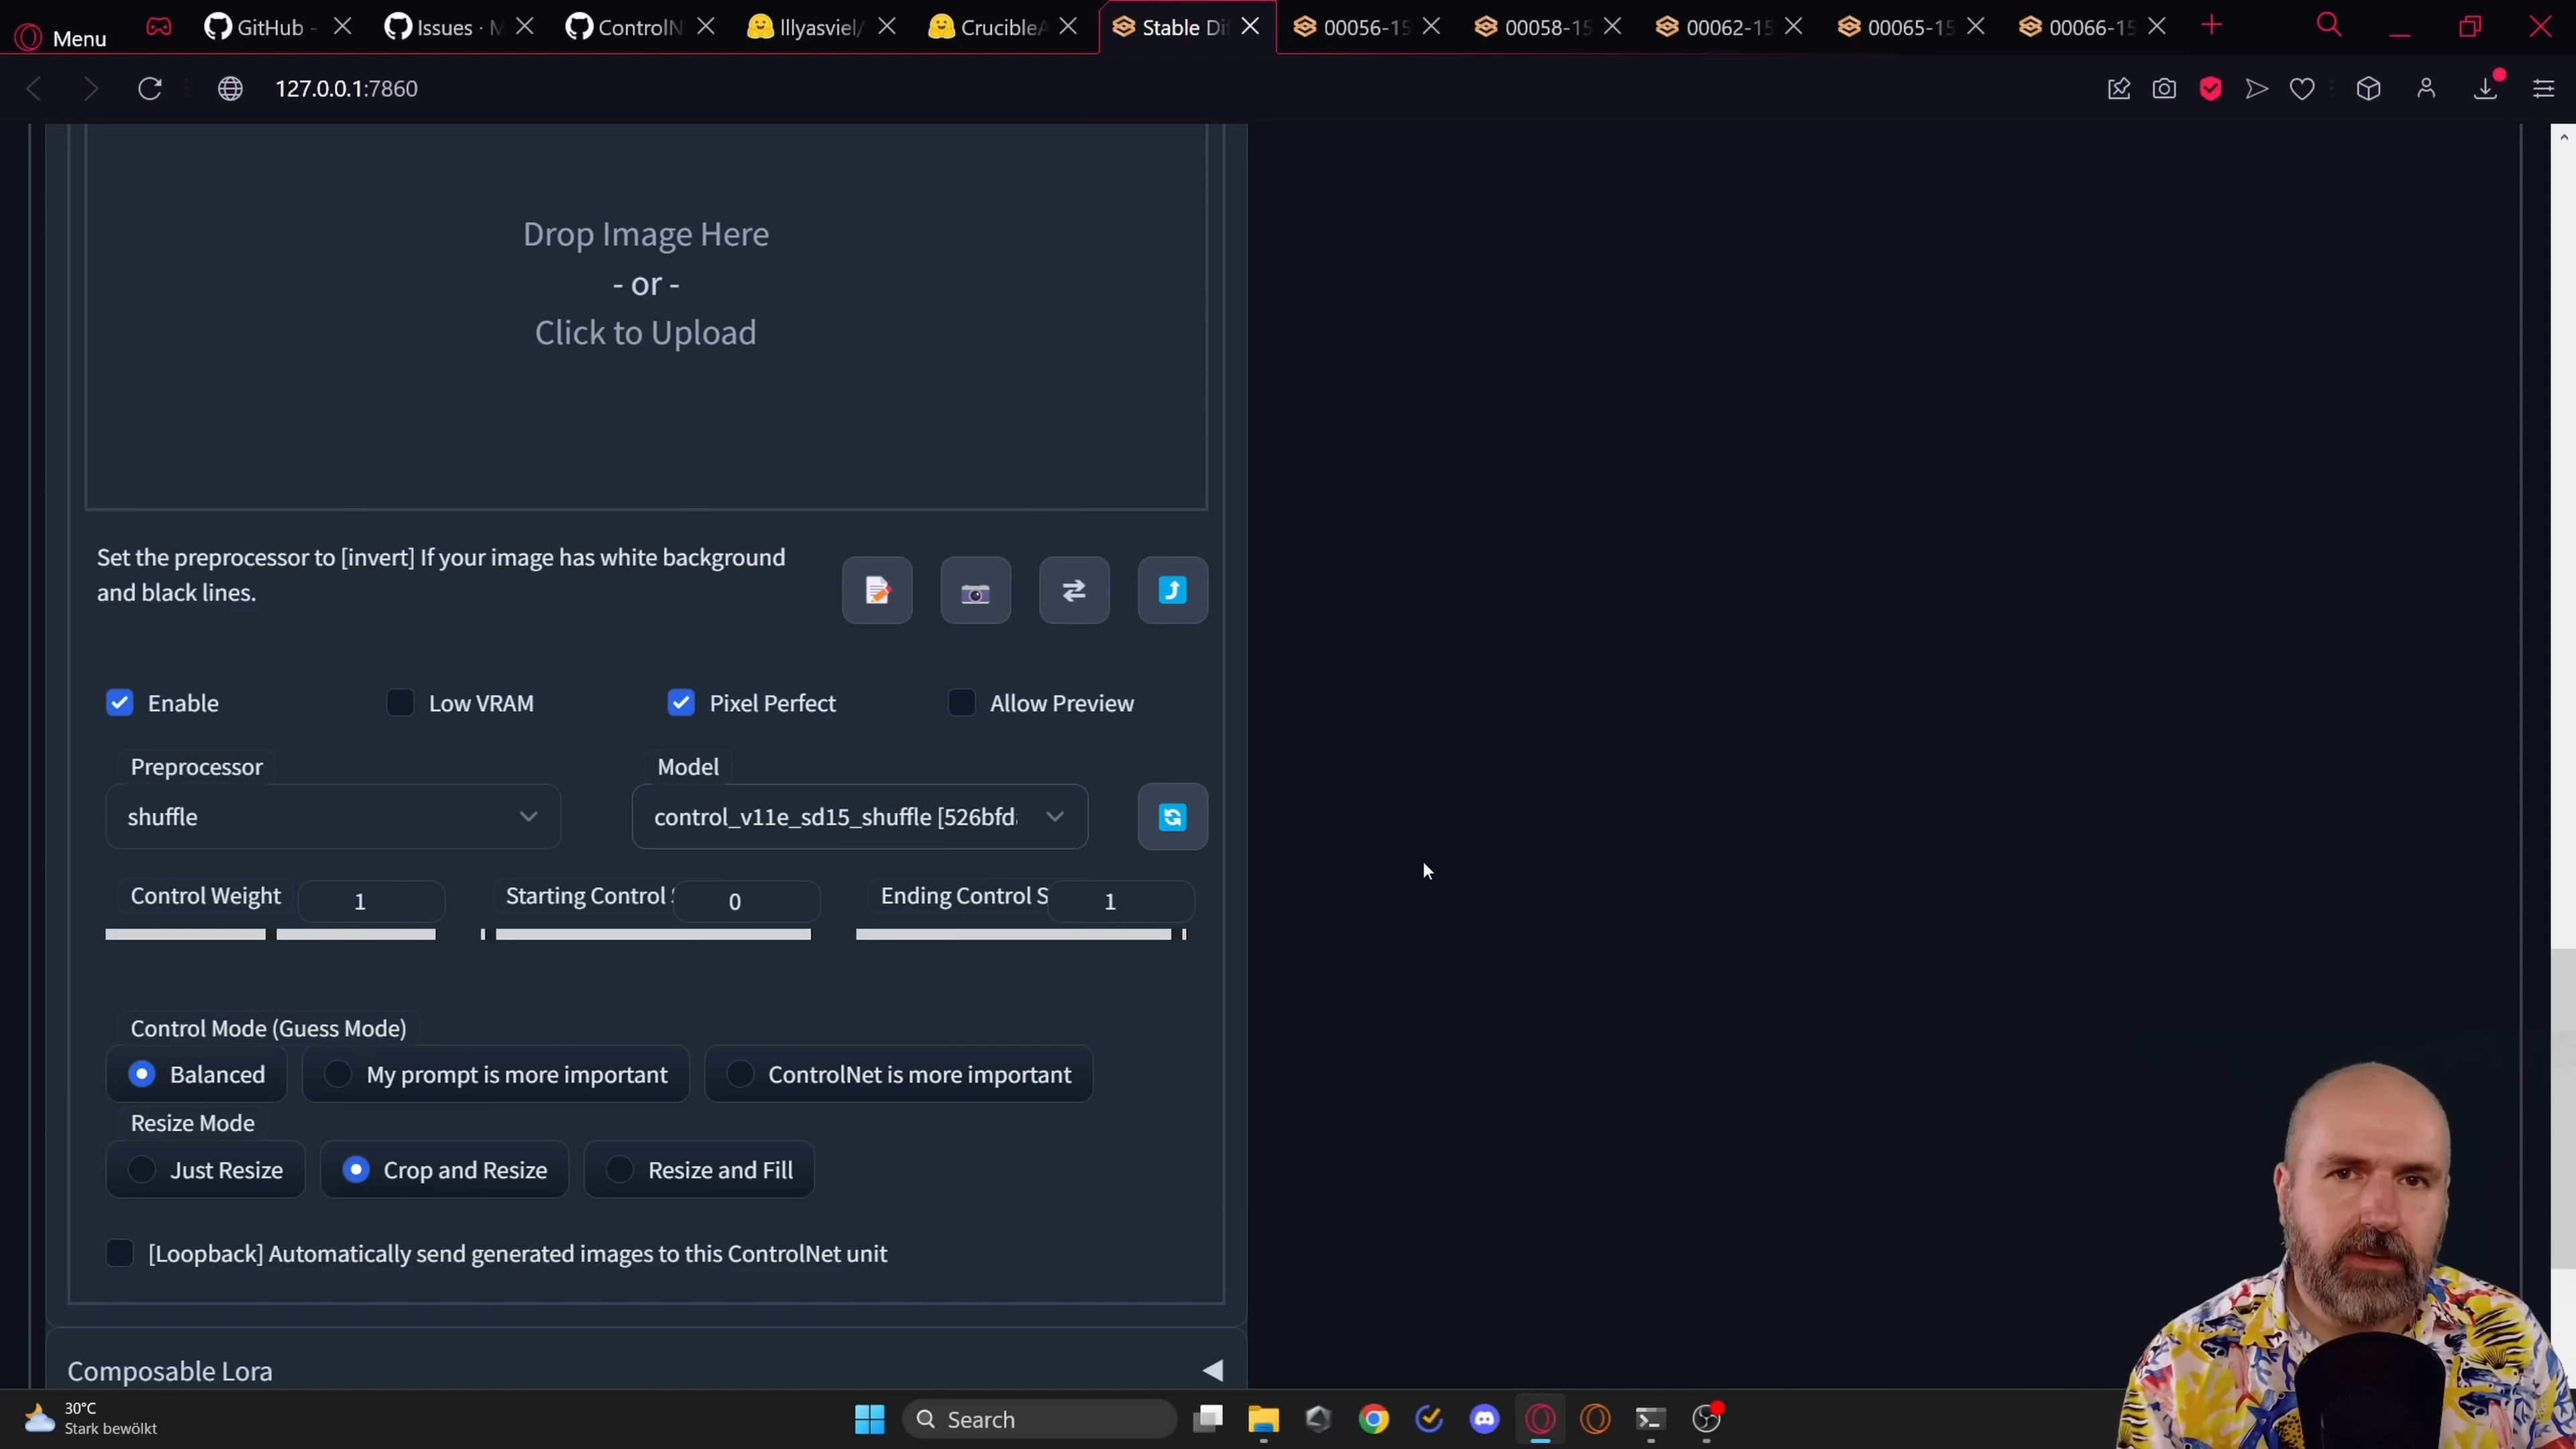 Menu
GitHub -
Issues · M
ControlN
lllyasviel/
CrucibleA
Stable Di
00056-15
00058-15
00062-15
00065-15
00066-15
127.0.0.1:7860
Drop Image Here
- or -
Click to Upload
Set the preprocessor to [invert] If your image has white background
and black lines.
Enable
Low VRAM
Pixel Perfect
Allow Preview
Preprocessor
Model
shuffle
control_v11e_sd15_shuffle [526bfd
Control Weight
1
Starting Control
0
Ending Control S
1
Control Mode (Guess Mode)
Balanced
My prompt is more important
ControlNet is more important
Resize Mode
Just Resize
Crop and Resize
Resize and Fill
[Loopback] Automatically send generated images to this ControlNet unit
Composable Lora
30°C
Stark bewölkt
Search